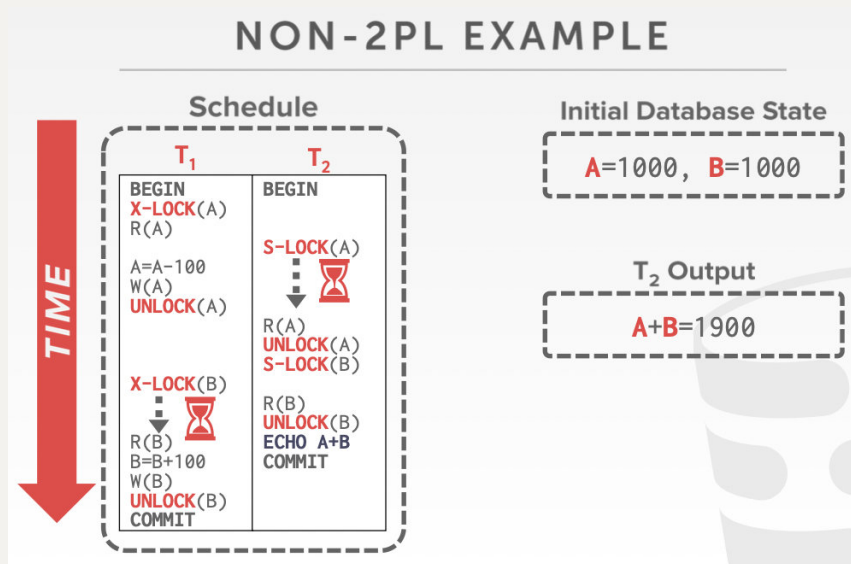 NON-2PL EXAMPLE
Schedule
TIME
T1
BEGIN
X-LOCK(A)
R(A)
A=A-100
W(A)
UNLOCK(A)
X-LOCK(B)
R(B)
B=B+100
W(B)
UNLOCK(B)
COMMIT
T2
BEGIN
S-LOCK(A)
R(A)
UNLOCK(A)
S-LOCK(B)
R(B)
UNLOCK(B)
ECHO A+B
COMMIT
Initial Database State
A=1000, B=1000
T2 Output
A+B=1900